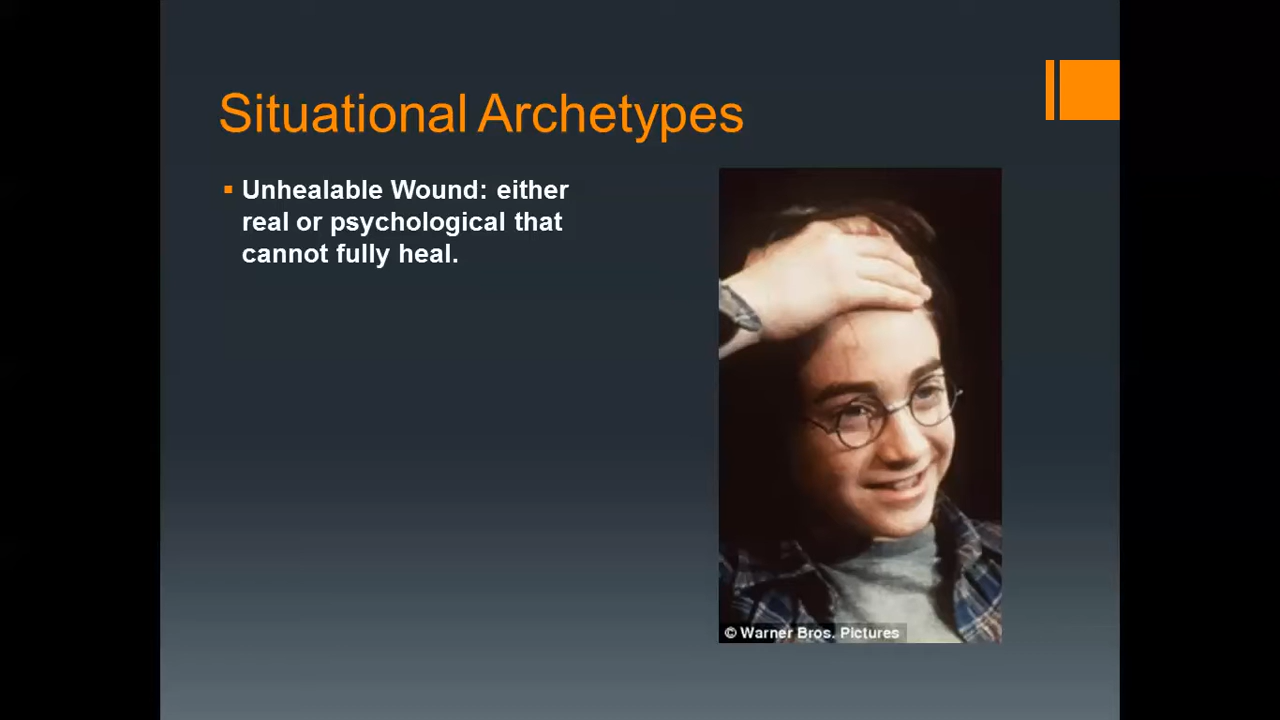 Situational Archetypes
▪ Unhealable Wound: either
real or psychological that
cannot fully heal.
© Warner Bros. Pictures